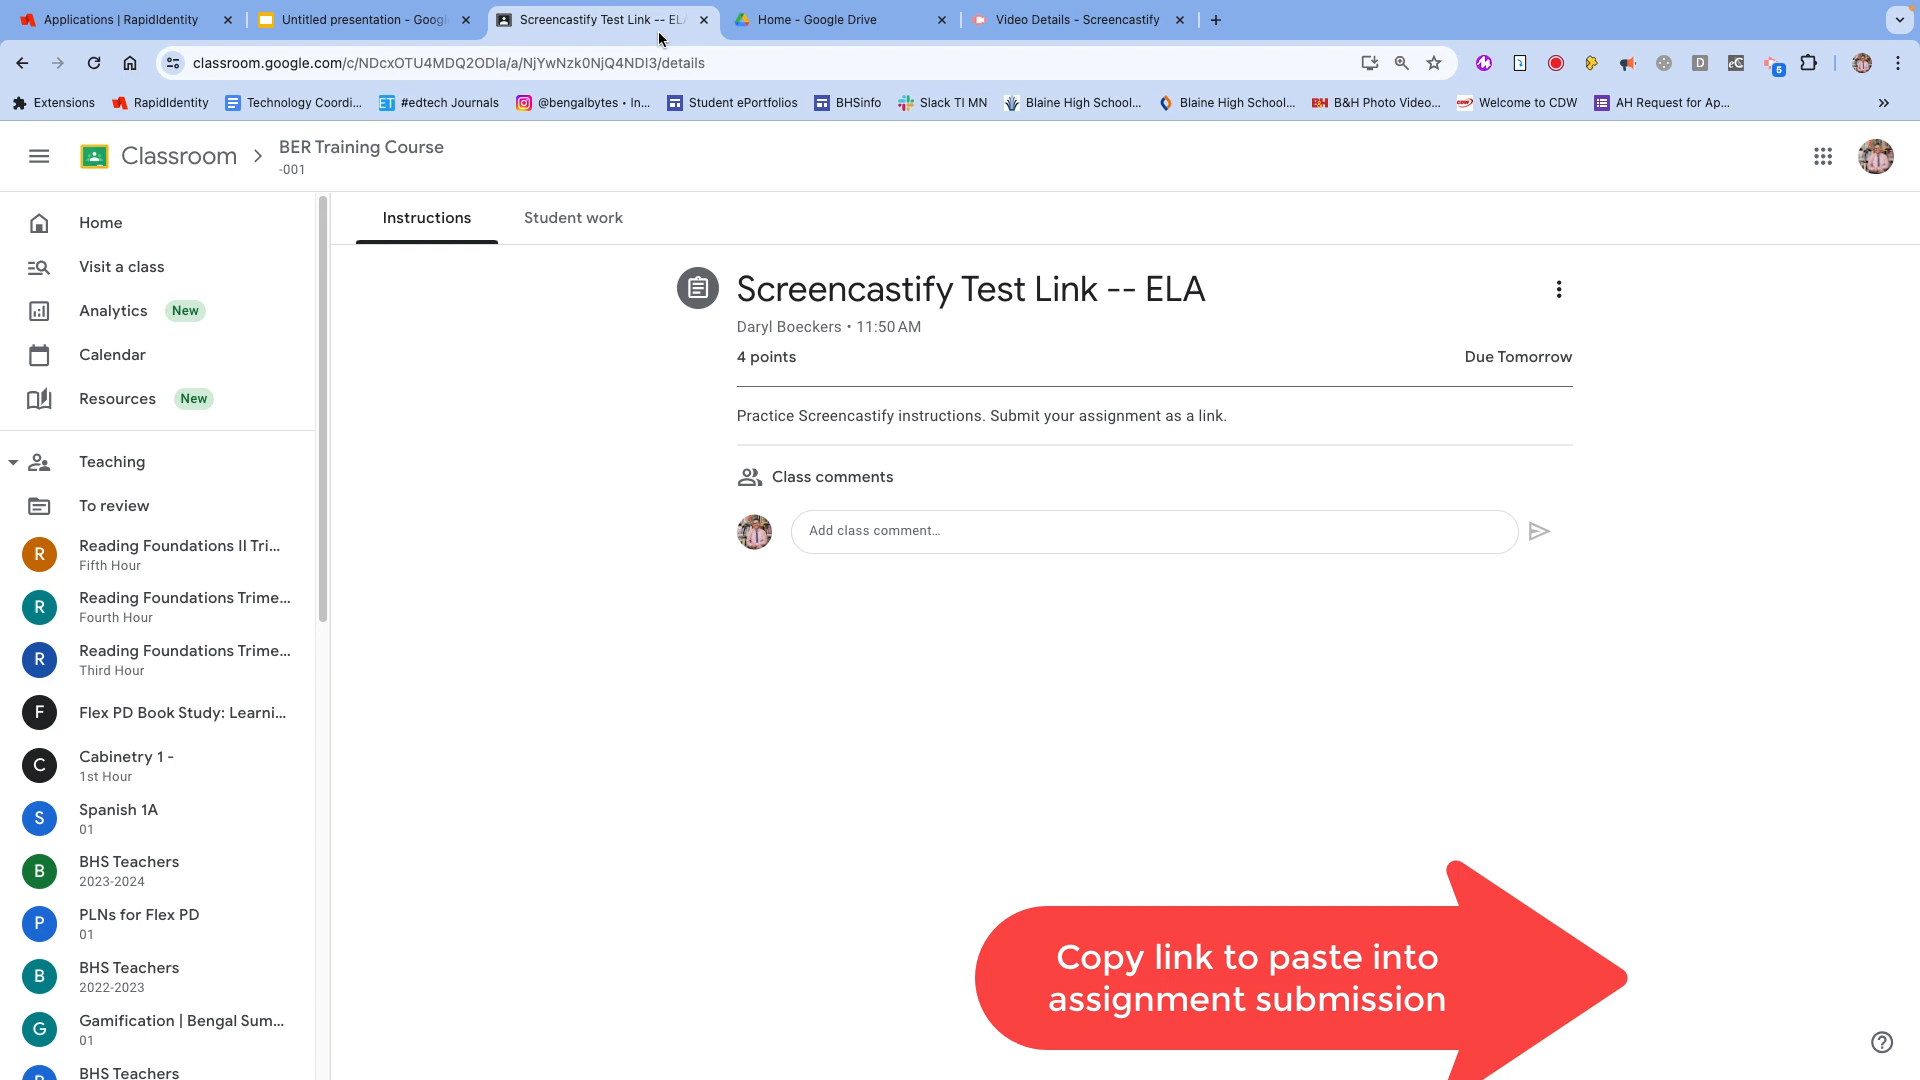 Applications | RapidIdentity
Untitled presentation - Googl
Screencastify Test Link -- EL
Home - Google Drive
Video Details - Screencastify
classroom.google.com/c/NDcxOTU4MDQ2ODla/a/NjYwNzk0NjQ4NDI3/details
5
Extensions
RapidIdentity
Technology Coordi...
#edtech Journals
@bengalbytes • In...
Student ePortfolios
BHSinfo
Slack TI MN
Blaine High School...
Blaine High School...
B&H Photo Video...
Welcome to CDW
AH Request for Ap...
Classroom
BER Training Course
-001
Home
Visit a class
Analytics New
Calendar
Resources New
Teaching
To review
R
Reading Foundations II Tri...
Fifth Hour
R
Reading Foundations Trime...
Fourth Hour
R
Reading Foundations Trime...
Third Hour
F
Flex PD Book Study: Learni...
C
Cabinetry 1 -
1st Hour
S
Spanish 1A
01
B
BHS Teachers
2023-2024
P
PLNs for Flex PD
01
B
BHS Teachers
2022-2023
G
Gamification | Bengal Sum...
01
BHS Teachers
Instructions
Student work
Screencastify Test Link -- ELA
Daryl Boeckers • 11:50 AM
4 points
Due Tomorrow
Practice Screencastify instructions. Submit your assignment as a link.
Class comments
Add class comment...
Copy link to paste into
assignment submission